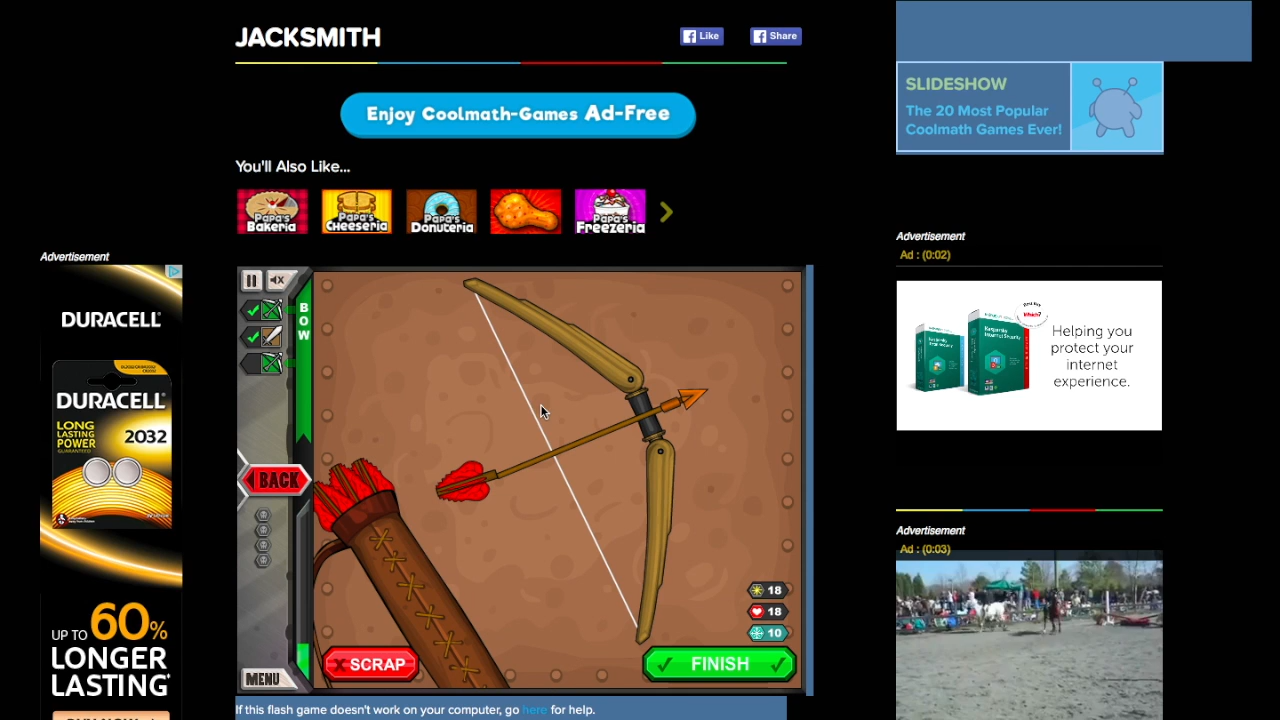 JACKSMITH
Like
Share
Enjoy Coolmath-Games Ad-Free
You'll Also Like...
Papa's Bakeria
Papa's Cheeseria
Papa's Donuteria
Papa's Freezeria
SLIDESHOW
The 20 Most Popular
Coolmath Games Ever!
Advertisement
DURACELL
DURACELL
LONG
LASTING
POWER
GUARANTEED
2032
UP TO 60%
LONGER
LASTING*
BOW
BACK
MENU
SCRAP
FINISH
18
18
10
If this flash game doesn't work on your computer, go here for help.
Advertisement
Ad : (0:02)
Which?
Helping you
protect your
internet
experience.
Advertisement
Ad : (0:03)